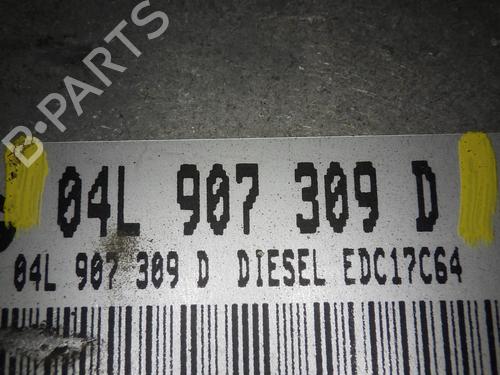 B-PARTS
04L 907 309 D
04L 907 309 D DIESEL EDC17C64